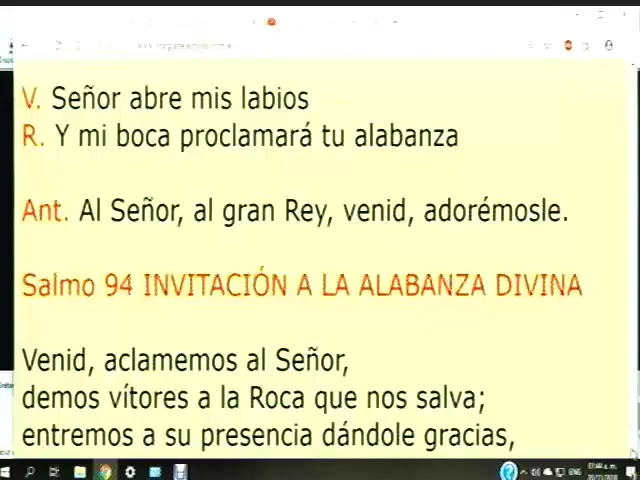 V. Señor abre mis labios
R. Y mi boca proclamará tu alabanza
Ant. Al Señor, al gran Rey, venid, adorémosle.
Salmo 94 INVITACIÓN A LA ALABANZA DIVINA
Venid, aclamemos al Señor,
demos vítores a la Roca que nos salva;
entremos a su presencia dándole gracias,
ENG